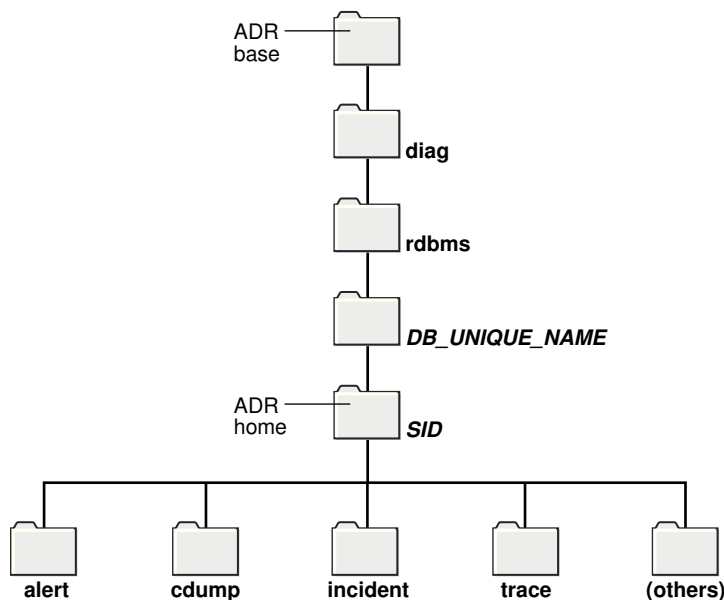 ADR
base
diag
rdbms
DB_UNIQUE_NAME
ADR
home
SID
alert
cdump
incident
trace
(others)